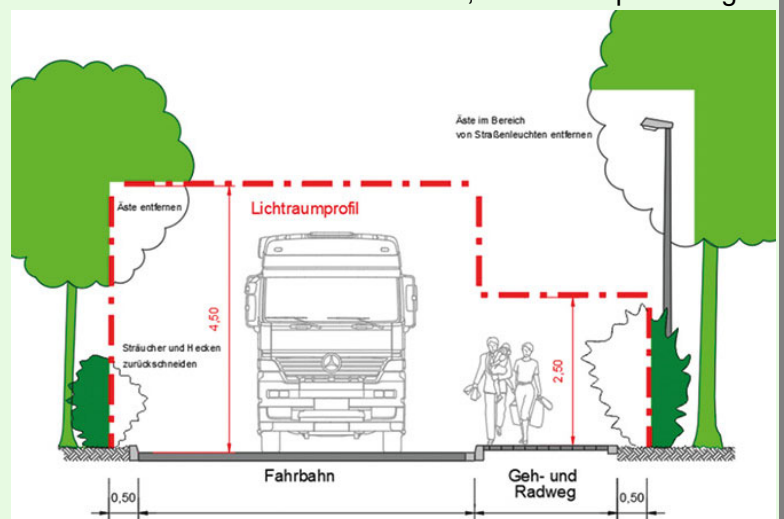 Äste im Bereich
von Straßenleuchten entfernen
Äste entfernen
Lichtraumprofil
4,50
Sträucher und Hecken
zurückschneiden
2,50
Fahrbahn
Geh- und
Radweg
0,50
0,50